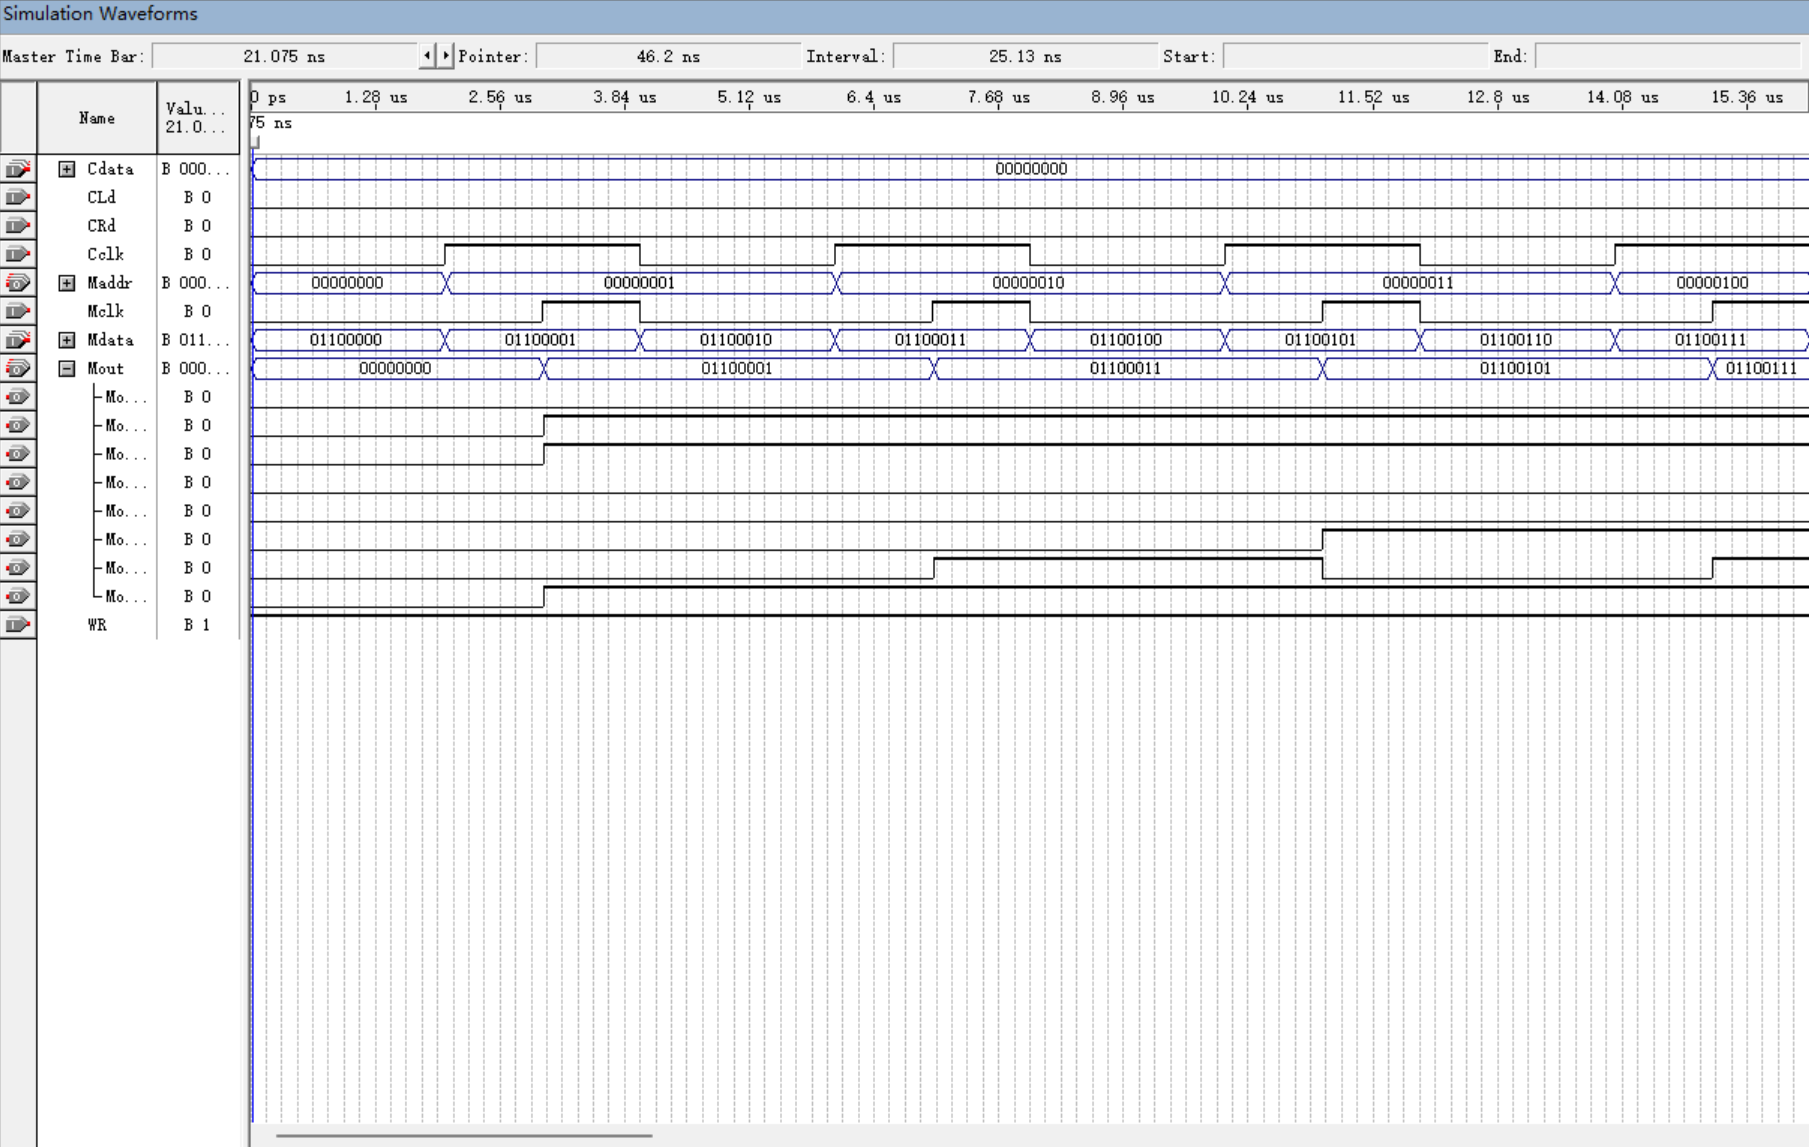 Simulation Waveforms
Master Time Bar: 21.075 ns Pointer: 46.2 ns Interval: 25.13 ns Start: End:
Name Valu... 21.0... 0 ps 1.28 us 2.56 us 3.84 us 5.12 us 6.4 us 7.68 us 8.96 us 10.24 us 11.52 us 12.8 us 14.08 us 15.36 us
75 ns
Cdata B 000... 00000000
CLd B 0
CRd B 0
Cclk B 0
Maddr B 000... 00000000 00000001 00000010 00000011 00000100
Mclk B 0
Mdata B 011... 01100000 01100001 01100010 01100011 01100100 01100101 01100110 01100111
Mout B 000... 00000000 01100001 01100011 01100101 01100111
Mo... B 0
Mo... B 0
Mo... B 0
Mo... B 0
Mo... B 0
Mo... B 0
Mo... B 0
Mo... B 0
WR B 1